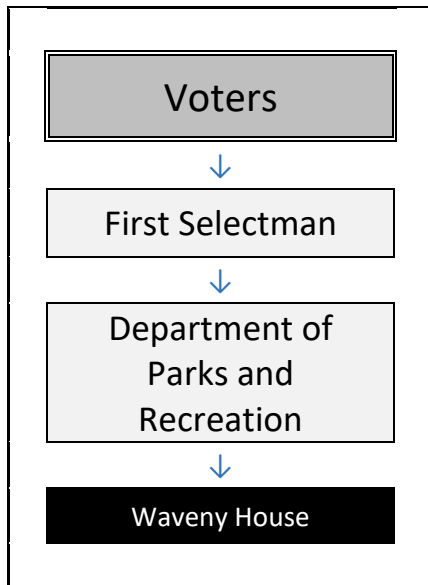 Voters
↓
First Selectman
↓
Department of
Parks and
Recreation
↓
Waveny House